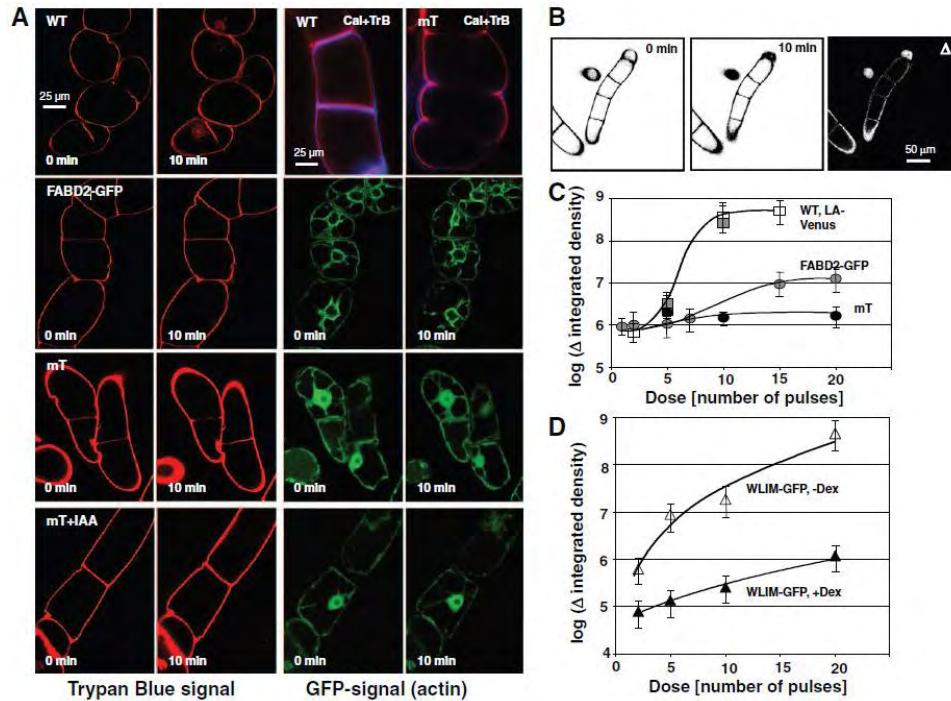 A
WT
0 min
25 µm
10 min
WT Cal+TrB
25 µm
mT Cal+TrB
FABD2-GFP
0 min
10 min
0 min
10 min
mT
0 min
10 min
0 min
10 min
mT+IAA
0 min
10 min
0 min
10 min
Trypan Blue signal
GFP-signal (actin)
B
0 min
10 min
Δ
50 µm
C
log (Δ integrated density)
9
8
7
6
5
WT, LA-
Venus
FABD2-GFP
mT
0 5 10 15 20
Dose [number of pulses]
D
log (Δ integrated density)
9
8
7
6
5
4
WLIM-GFP, -Dex
WLIM-GFP, +Dex
0 5 10 15 20
Dose [number of pulses]